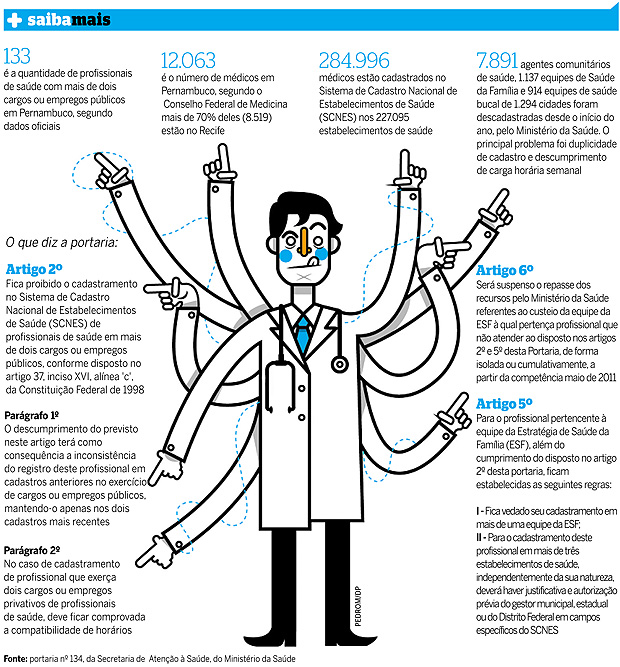 + saibamais
133
é a quantidade de profissionais
de saúde com mais de dois
cargos ou empregos públicos
em Pernambuco, segundo
dados oficiais
12.063
é o número de médicos em
Pernambuco, segundo o
Conselho Federal de Medicina
mais de 70% deles (8.519)
estão no Recife
284.996
médicos estão cadastrados no
Sistema de Cadastro Nacional de
Estabelecimentos de Saúde
(SCNES) nos 227.095
estabelecimentos de saúde
7.891 agentes comunitários
de saúde, 1.137 equipes de Saúde
da Família e 914 equipes de saúde
bucal de 1.294 cidades foram
descadastradas desde o início do
ano, pelo Ministério da Saúde. O
principal problema foi duplicidade
de cadastro e descumprimento
de carga horária semanal
O que diz a portaria:
Artigo 2º
Fica proibido o cadastramento
no Sistema de Cadastro
Nacional de Estabelecimentos
de Saúde (SCNES) de
profissionais de saúde em mais
de dois cargos ou empregos
públicos, conforme disposto no
artigo 37, inciso XVI, alínea 'c',
da Constituição Federal de 1998
Parágrafo 1º
O descumprimento do previsto
neste artigo terá como
consequência a inconsistência
do registro deste profissional em
cadastros anteriores no exercício
de cargos ou empregos públicos,
mantendo-o apenas nos dois
cadastros mais recentes
Parágrafo 2º
No caso de cadastramento
de profissional que exerça
dois cargos ou empregos
privativos de profissionais
de saúde, deve ficar comprovada
a compatibilidade de horários
Artigo 6º
Será suspenso o repasse dos
recursos pelo Ministério da Saúde
referentes ao custeio da equipe da
ESF à qual pertença profissional que
não atender ao disposto nos artigos
2º e 5º desta Portaria, de forma
isolada ou cumulativamente, a
partir da competência maio de 2011
Artigo 5º
Para o profissional pertencente à
equipe da Estratégia de Saúde da
Família (ESF), além do
cumprimento do disposto no artigo
2º desta portaria, ficam
estabelecidas as seguintes regras:
I - Fica vedado seu cadastramento em
mais de uma equipe da ESF;
II - Para o cadastramento deste
profissional em mais de três
estabelecimentos de saúde,
independentemente da sua natureza,
deverá haver justificativa e autorização
prévia do gestor municipal, estadual
ou do Distrito Federal em campos
específicos do SCNES
PEDROM/DP
Fonte: portaria nº 134, da Secretaria de Atenção à Saúde, do Ministério da Saúde